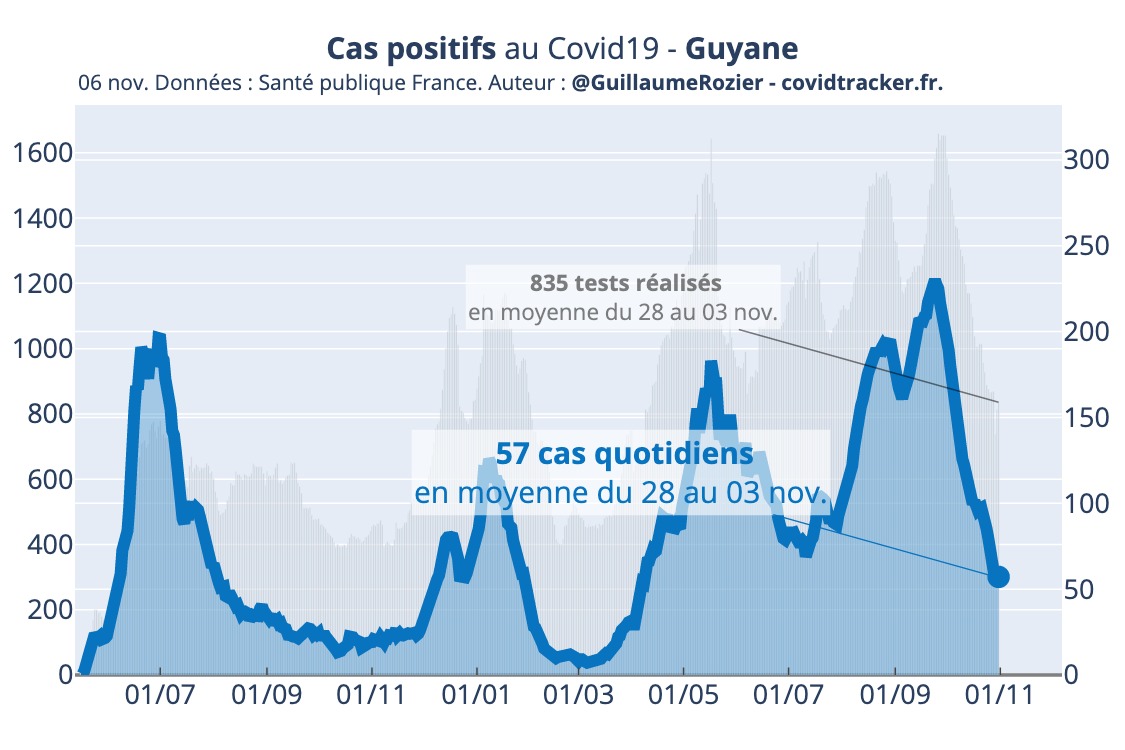 Cas positifs au Covid19 - Guyane
06 nov. Données : Santé publique France. Auteur : @GuillaumeRozier - covidtracker.fr.
1600
1400
1200
1000
800
600
400
200
0
300
250
200
150
100
50
0
835 tests réalisés
en moyenne du 28 au 03 nov.
57 cas quotidiens
en moyenne du 28 au 03 nov.
01/07 01/09 01/11 01/01 01/03 01/05 01/07 01/09 01/11